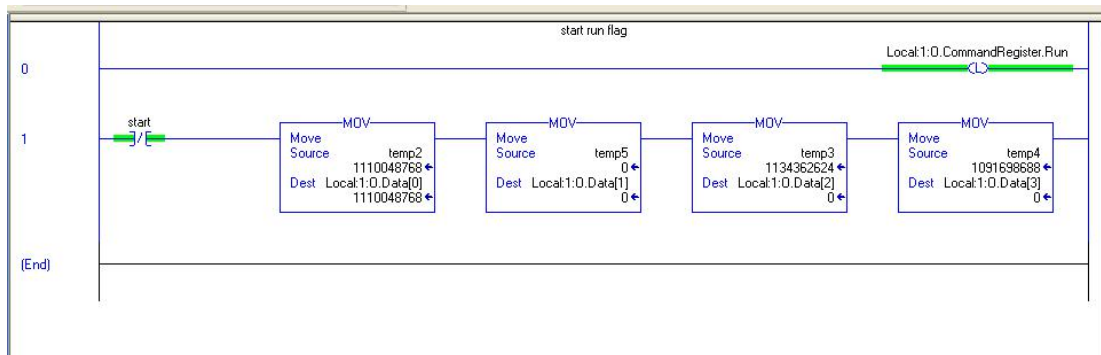 start run flag
Local:1:O.CommandRegister.Run
0
L
start
1
MOV
Move
Source temp2
1110048768
Dest Local:1:O.Data[0]
1110048768
MOV
Move
Source temp5
0
Dest Local:1:O.Data[1]
0
MOV
Move
Source temp3
1134362624
Dest Local:1:O.Data[2]
0
MOV
Move
Source temp4
1091698688
Dest Local:1:O.Data[3]
0
(End)